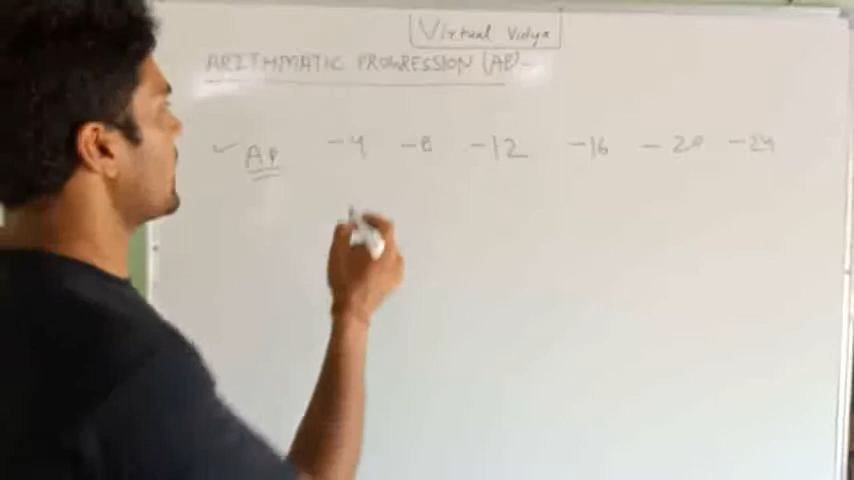 Virtual Vidya
ARITHMATIC PROGRESSION (AP)
✓ AP -4 -8 -12 -16 -20 -24